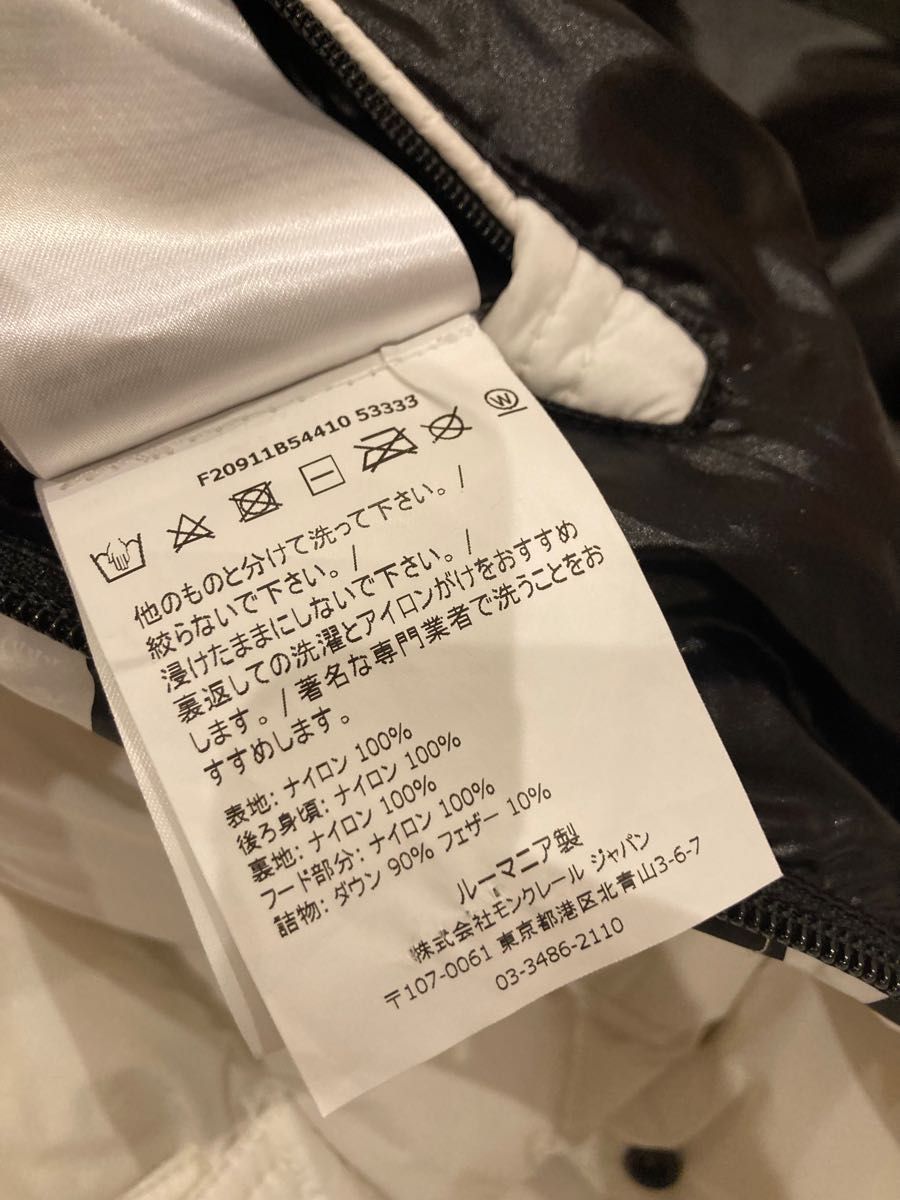 F20911B54410 53333
W
他のものと分けて洗って下さい。/
絞らないで下さい。/
浸けたままにしないで下さい。/
裏返しての洗濯とアイロンがけをおすすめ
します。/ 著名な専門業者で洗うことをお
すすめします。
表地: ナイロン 100%
後ろ身頃: ナイロン 100%
裏地: ナイロン 100%
フード部分: ナイロン 100%
詰物: ダウン 90% フェザー 10%
ルーマニア製
株式会社モンクレール ジャパン
〒107-0061 東京都港区北青山3-6-7
03-3486-2110